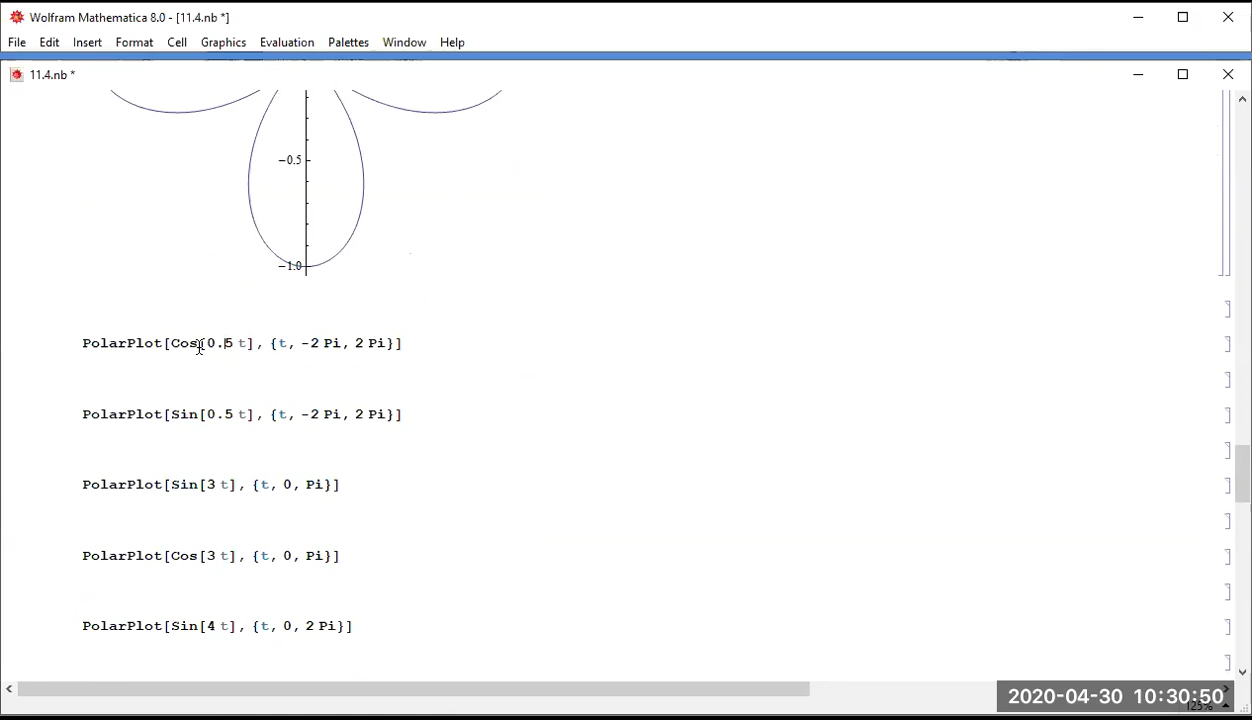 Wolfram Mathematica 8.0 - [11.4.nb *]
File Edit Insert Format Cell Graphics Evaluation Palettes Window Help
11.4.nb *
-0.5
-1.0
PolarPlot[Cos[0.5 t], {t, -2 Pi, 2 Pi}]
PolarPlot[Sin[0.5 t], {t, -2 Pi, 2 Pi}]
PolarPlot[Sin[3 t], {t, 0, Pi}]
PolarPlot[Cos[3 t], {t, 0, Pi}]
PolarPlot[Sin[4 t], {t, 0, 2 Pi}]
2020-04-30 10:30:50
125%